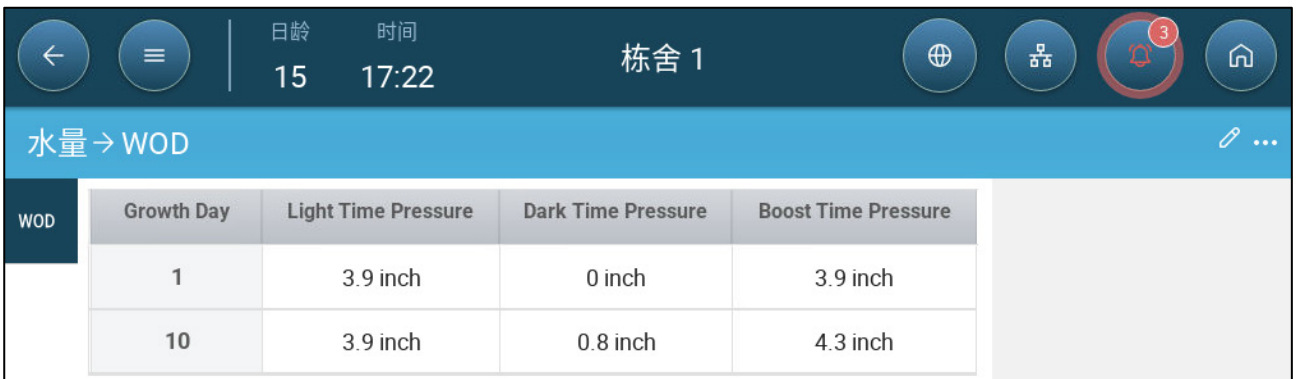 日龄 时间
15 17:22 栋舍 1 3
水量→WOD
WOD Growth Day Light Time Pressure Dark Time Pressure Boost Time Pressure
1 3.9 inch 0 inch 3.9 inch
10 3.9 inch 0.8 inch 4.3 inch